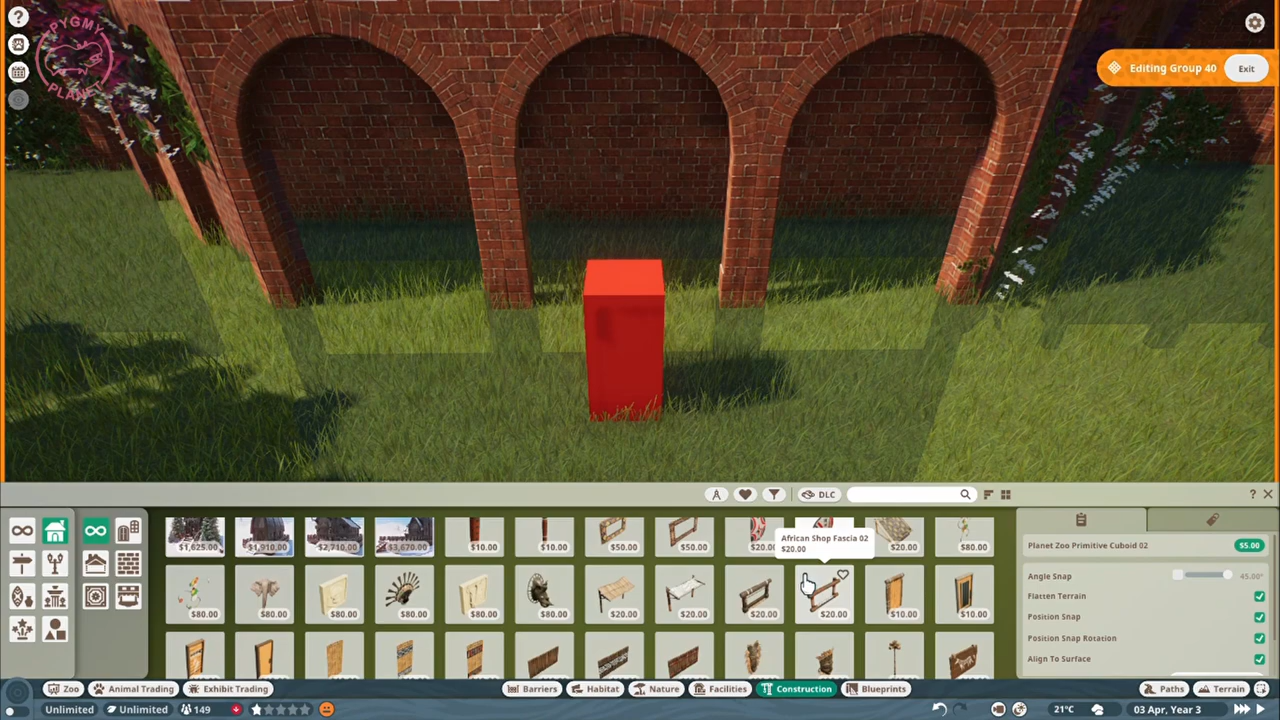 ?
PYGMY
PLANET
Editing Group 40
Exit
DLC
?
$1,625.00
$1,910.00
$2,710.00
$3,670.00
$10.00
$10.00
$50.00
$50.00
$20.00
$20.00
$80.00
African Shop Fascia 02
$20.00
$80.00
$80.00
$80.00
$80.00
$80.00
$80.00
$20.00
$20.00
$20.00
$20.00
$10.00
$10.00
Planet Zoo Primitive Cuboid 02
$5.00
Angle Snap
45.00°
Flatten Terrain
Position Snap
Position Snap Rotation
Align To Surface
Zoo
Animal Trading
Exhibit Trading
Barriers
Habitat
Nature
Facilities
Construction
Blueprints
Paths
Terrain
Unlimited
Unlimited
149
21°C
03 Apr, Year 3